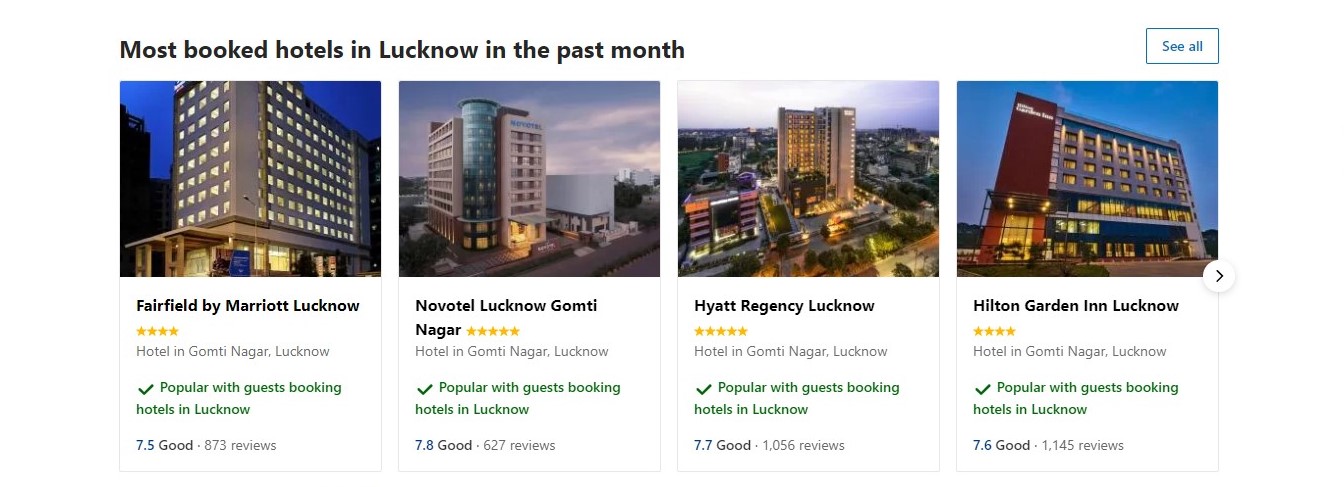 Most booked hotels in Lucknow in the past month
See all
NOVOTEL
Hilton
Garden Inn
Fairfield by Marriott Lucknow
Hotel in Gomti Nagar, Lucknow
Popular with guests booking
hotels in Lucknow
7.5 Good · 873 reviews
Novotel Lucknow Gomti
Nagar
Hotel in Gomti Nagar, Lucknow
Popular with guests booking
hotels in Lucknow
7.8 Good · 627 reviews
Hyatt Regency Lucknow
Hotel in Gomti Nagar, Lucknow
Popular with guests booking
hotels in Lucknow
7.7 Good · 1,056 reviews
Hilton Garden Inn Lucknow
Hotel in Gomti Nagar, Lucknow
Popular with guests booking
hotels in Lucknow
7.6 Good · 1,145 reviews